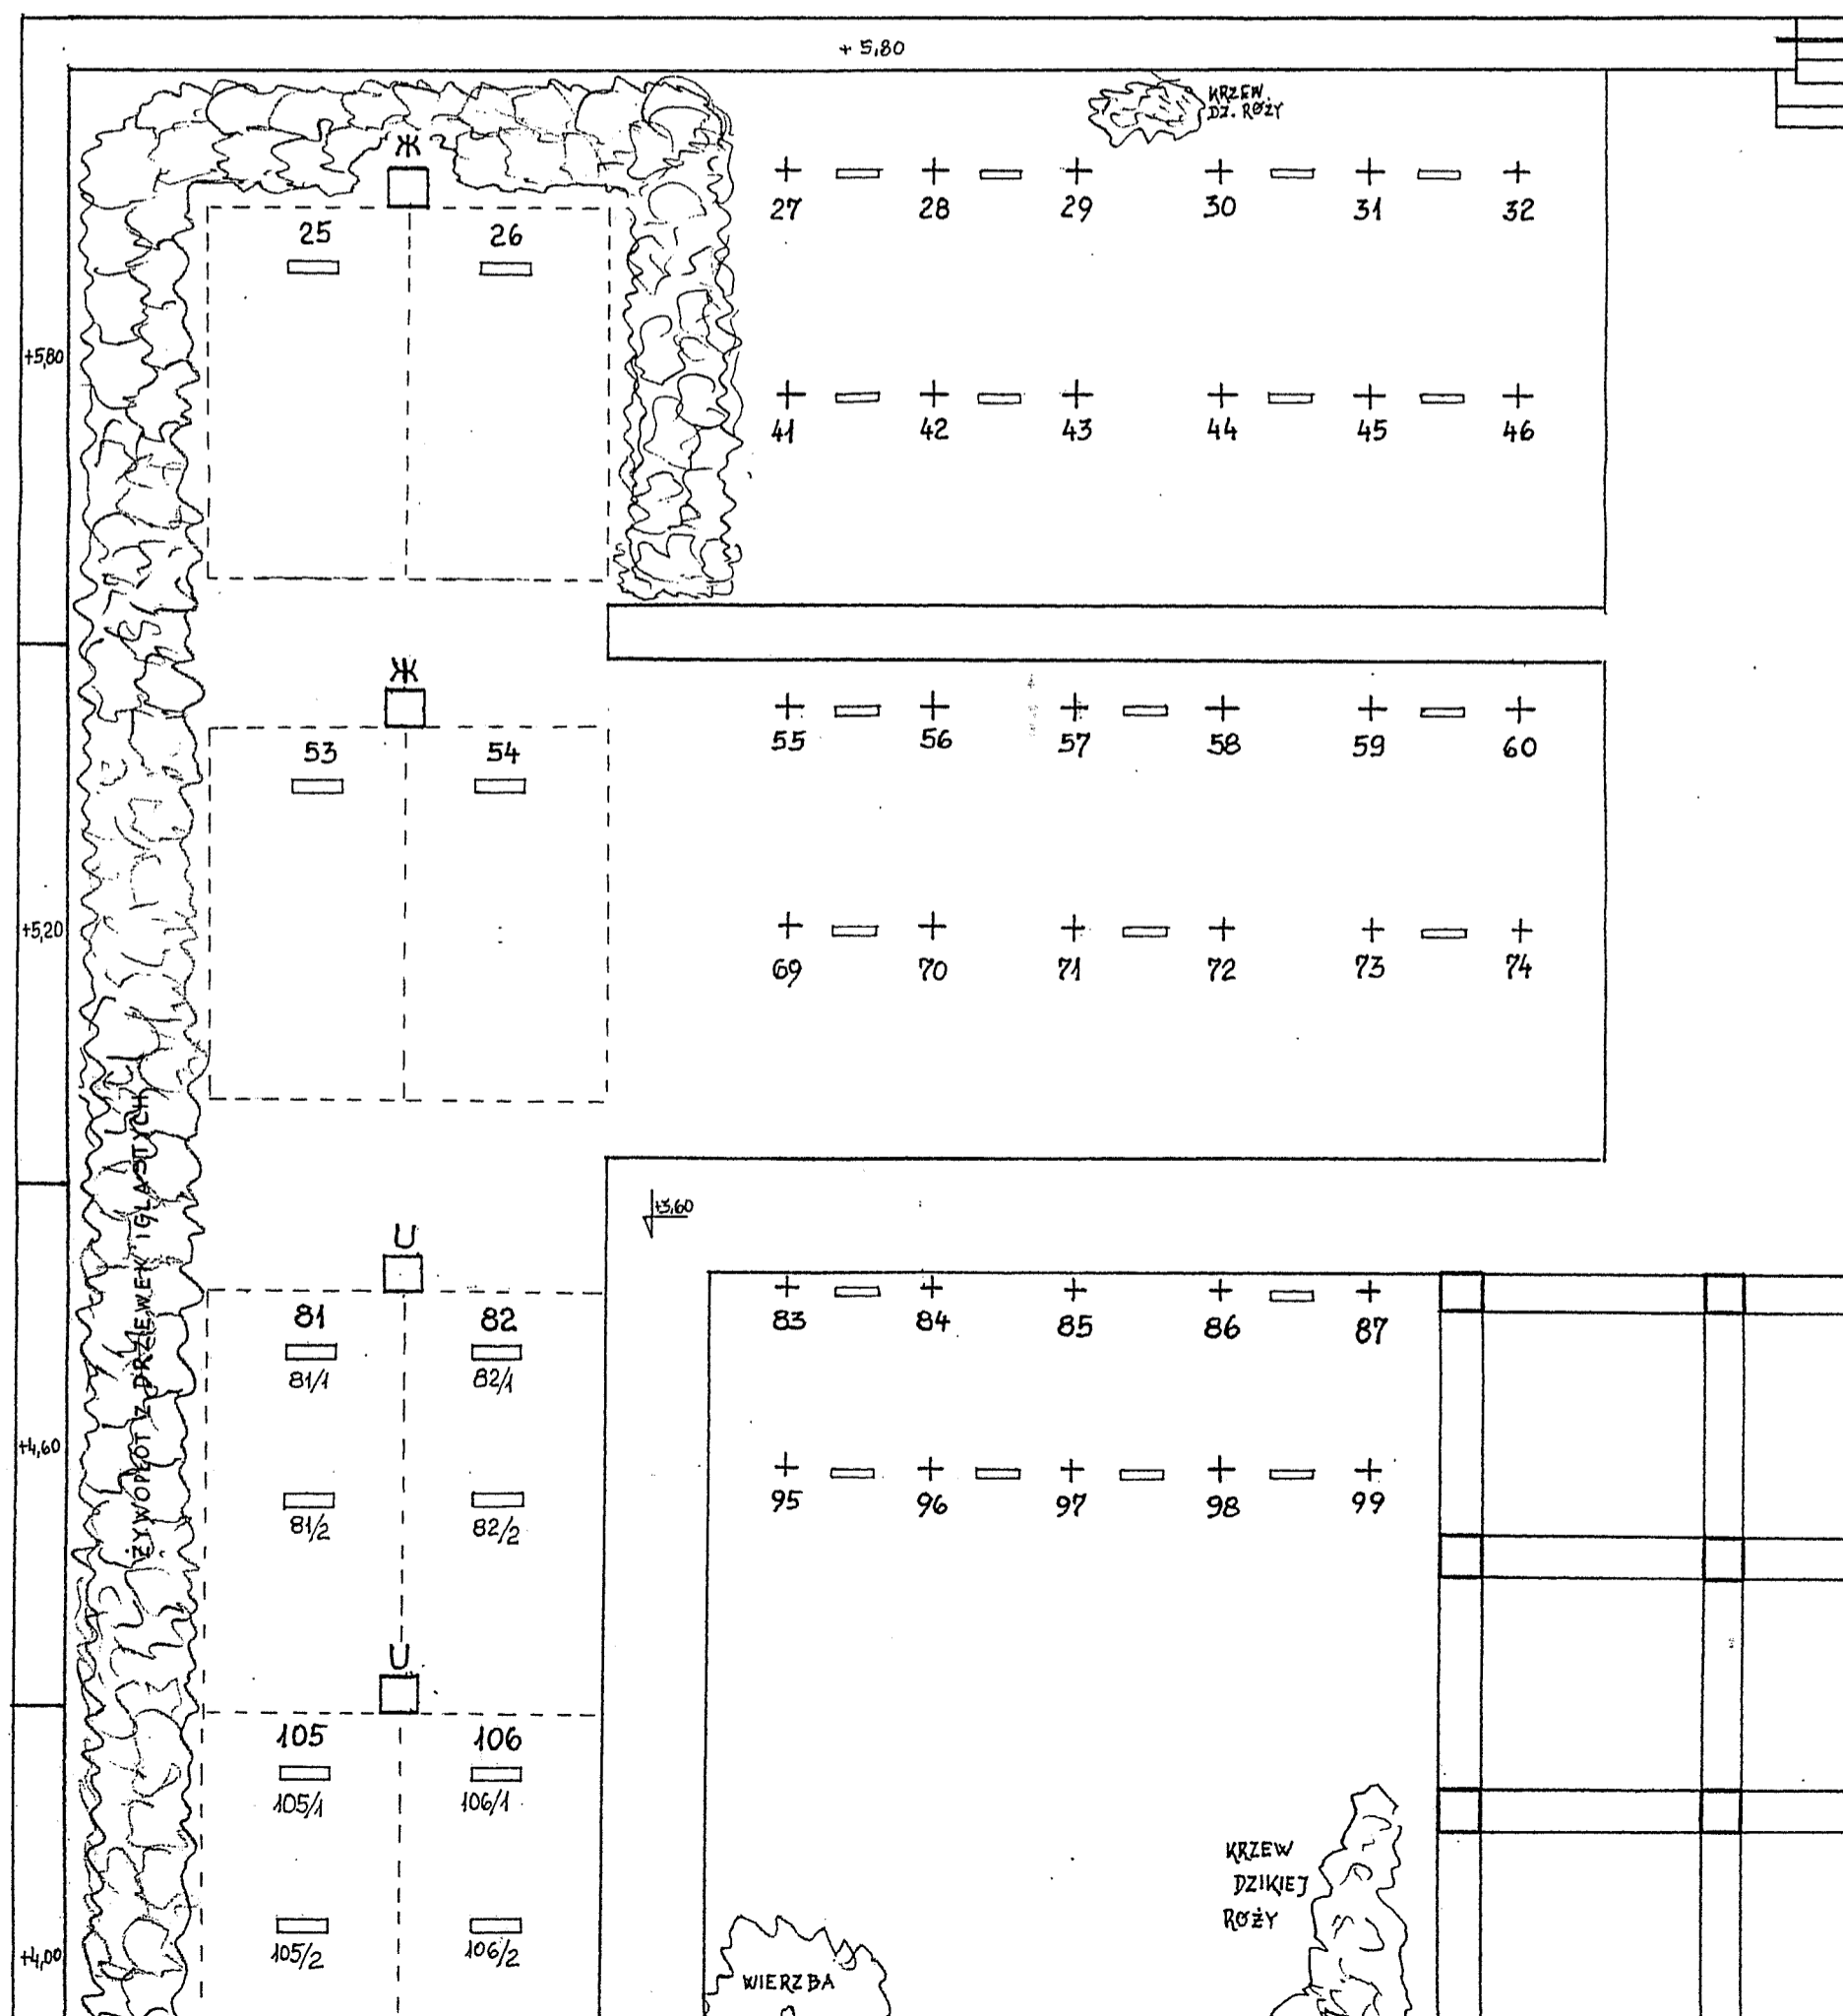 + 5,80
KRZEW
DZ. RÓŻY
Ж
27 28 29 30 31 32
25 26
+5,80
41 42 43 44 45 46
Ж
53 54
55 56 57 58 59 60
+5,20
69 70 71 72 73 74
ŻYWOPŁOT Z DRZEWEK IGLASTYCH
+3,60
U
81 82
83 84 85 86 87
81/1 82/1
+4,60
95 96 97 98 99
81/2 82/2
U
105 106
105/1 106/1
KRZEW
DZIKIEJ
RÓŻY
105/2 106/2
+4,00
WIERZBA